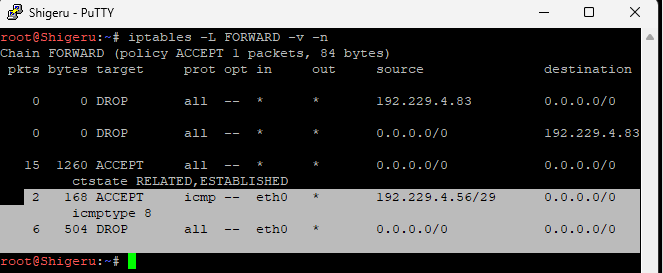 Shigeru - PuTTY
root@Shigeru:~# iptables -L FORWARD -v -n
Chain FORWARD (policy ACCEPT 1 packets, 84 bytes)
pkts bytes target prot opt in out source destination
0 0 DROP all -- * * 192.229.4.83 0.0.0.0/0
0 0 DROP all -- * * 0.0.0.0/0 192.229.4.83
15 1260 ACCEPT all -- * * 0.0.0.0/0 0.0.0.0/0
ctstate RELATED,ESTABLISHED
2 168 ACCEPT icmp -- eth0 * 192.229.4.56/29 0.0.0.0/0
icmptype 8
6 504 DROP all -- eth0 * 0.0.0.0/0 0.0.0.0/0
root@Shigeru:~#